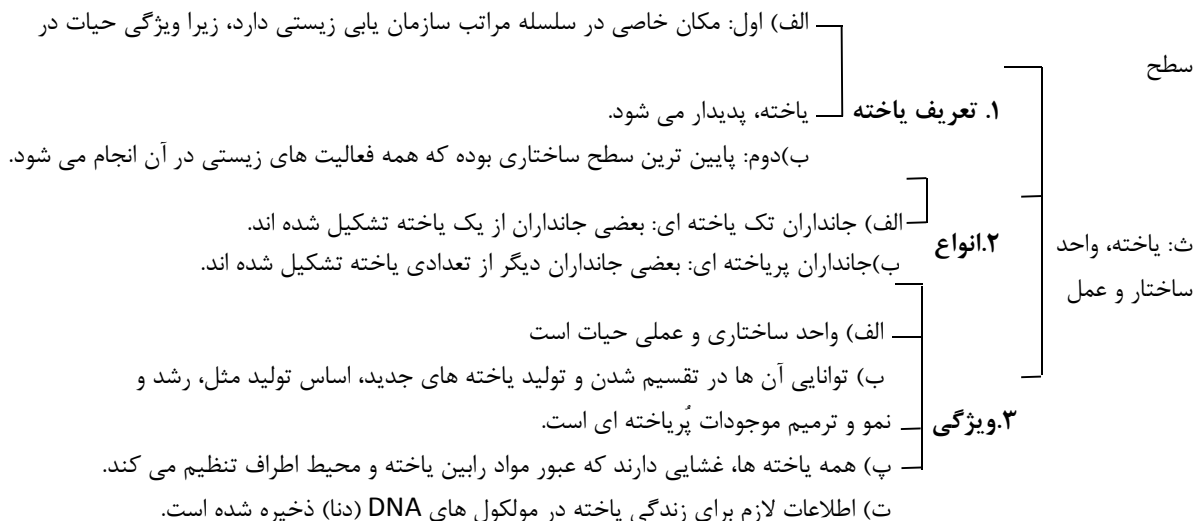 الف) اول: مکان خاصی در سلسله مراتب سازمان یابی زیستی دارد، زیرا ویژگی حیات در
سطح
۱. تعریف یاخته
یاخته، پدیدار می شود.
ب)دوم: پایین ترین سطح ساختاری بوده که همه فعالیت های زیستی در آن انجام می شود.
ث: یاخته، واحد
ساختار و عمل
۲.انواع
الف) جانداران تک یاخته ای: بعضی جانداران از یک یاخته تشکیل شده اند.
ب)جانداران پریاخته ای: بعضی جانداران دیگر از تعدادی یاخته تشکیل شده اند.
الف) واحد ساختاری و عملی حیات است
ب) توانایی آن ها در تقسیم شدن و تولید یاخته های جدید، اساس تولید مثل، رشد و
۳.ویژگی
نمو و ترمیم موجودات پُریاخته ای است.
پ) همه یاخته ها، غشایی دارند که عبور مواد رابین یاخته و محیط اطراف تنظیم می کند.
ت) اطلاعات لازم برای زندگی یاخته در مولکول های DNA (دنا) ذخیره شده است.